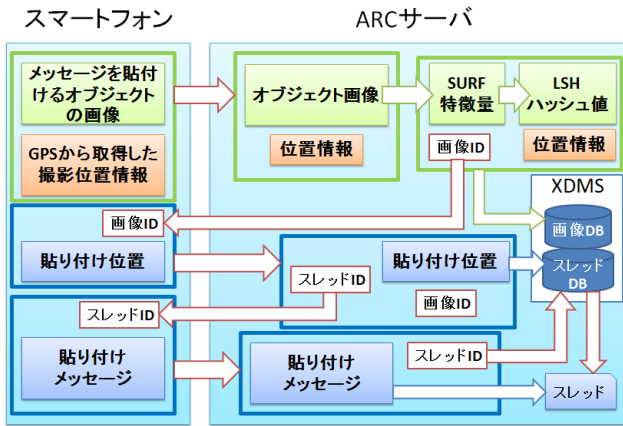 スマートフォン
ARCサーバ
メッセージを貼付
けるオブジェクト
の画像
GPSから取得した
撮影位置情報
オブジェクト画像
位置情報
SURF
特徴量
LSH
ハッシュ値
画像ID
位置情報
XDMS
画像DB
スレッド
DB
画像ID
貼り付け位置
スレッドID
貼り付け位置
画像ID
スレッドID
貼り付け
メッセージ
貼り付け
メッセージ
スレッドID
スレッド